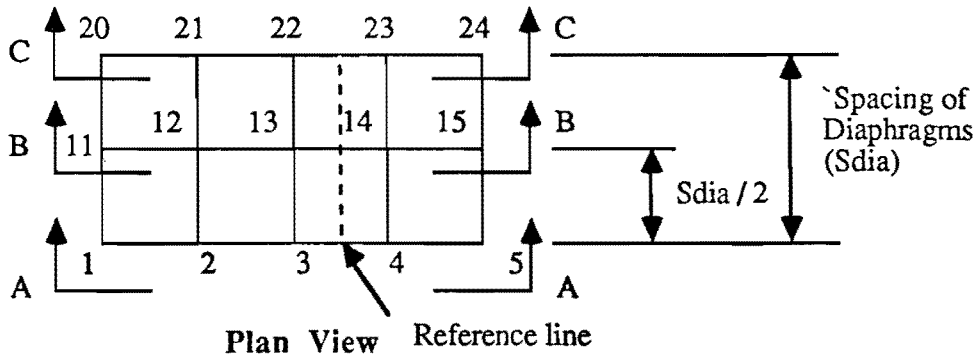 20 21 22 23 24
C C
12 13 14 15
B 11 B
`Spacing of
Diaphragms
(Sdia)
Sdia / 2
1 2 3 4 5
A A
Plan View Reference line